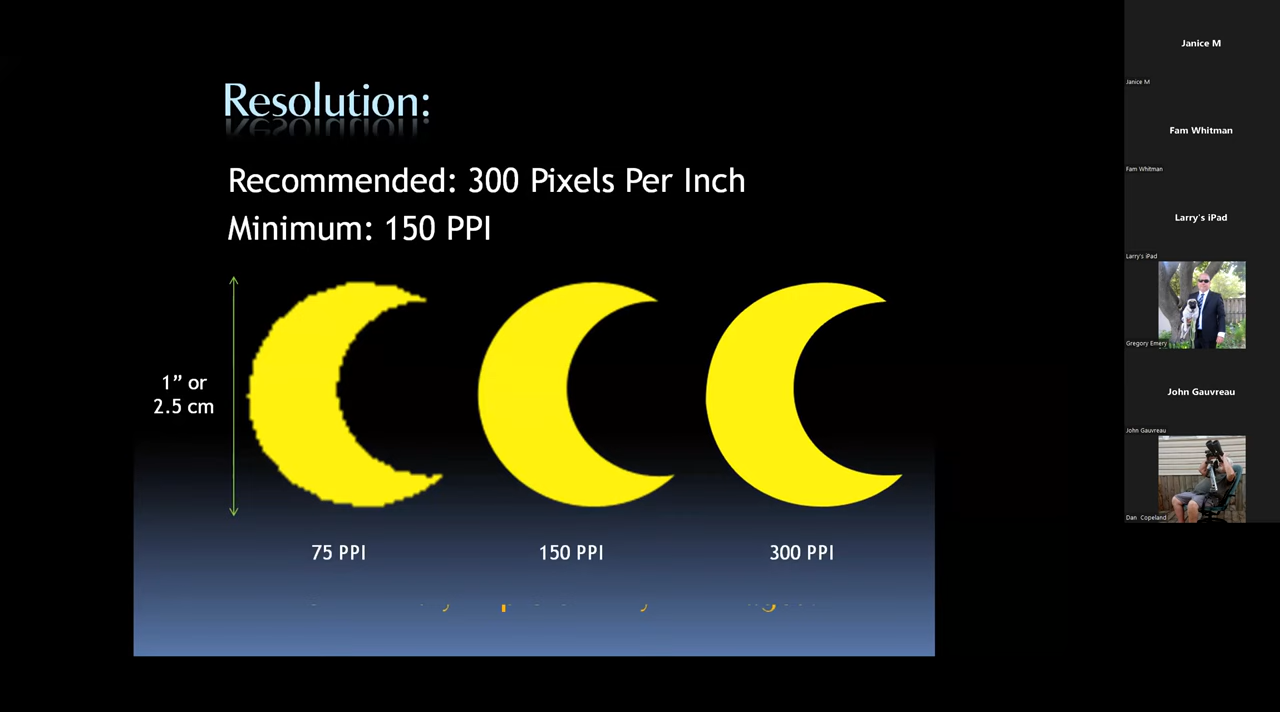 Resolution:
Recommended: 300 Pixels Per Inch
Minimum: 150 PPI
1” or
2.5 cm
75 PPI
150 PPI
300 PPI
Janice M
Janice M
Fam Whitman
Fam Whitman
Larry's iPad
Larry's iPad
Gregory Emery
John Gauvreau
John Gauvreau
Dan Copeland